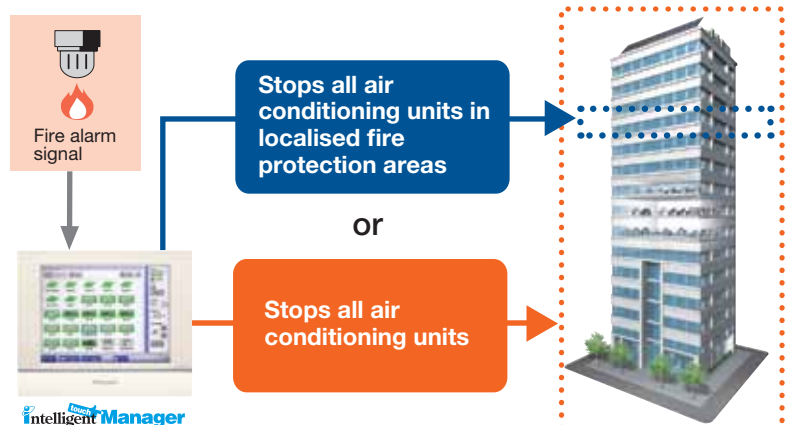 Fire alarm
signal
Stops all air
conditioning units in
localised fire
protection areas
or
Stops all air
conditioning units
intelligent touch Manager